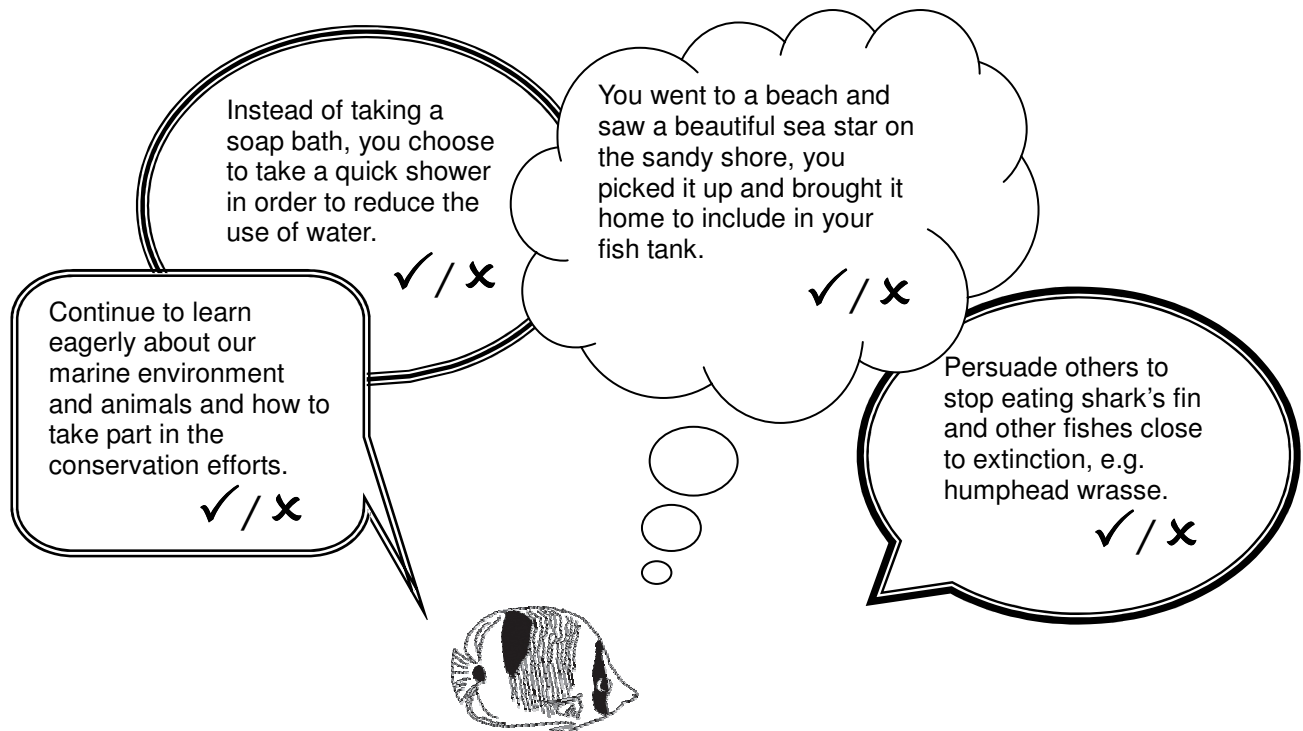 Instead of taking a
soap bath, you choose
to take a quick shower
in order to reduce the
use of water.
✓ / ✗
You went to a beach and
saw a beautiful sea star on
the sandy shore, you
picked it up and brought it
home to include in your
fish tank.
✓ / ✗
Continue to learn
eagerly about our
marine environment
and animals and how to
take part in the
conservation efforts.
✓ / ✗
Persuade others to
stop eating shark's fin
and other fishes close
to extinction, e.g.
humphead wrasse.
✓ / ✗